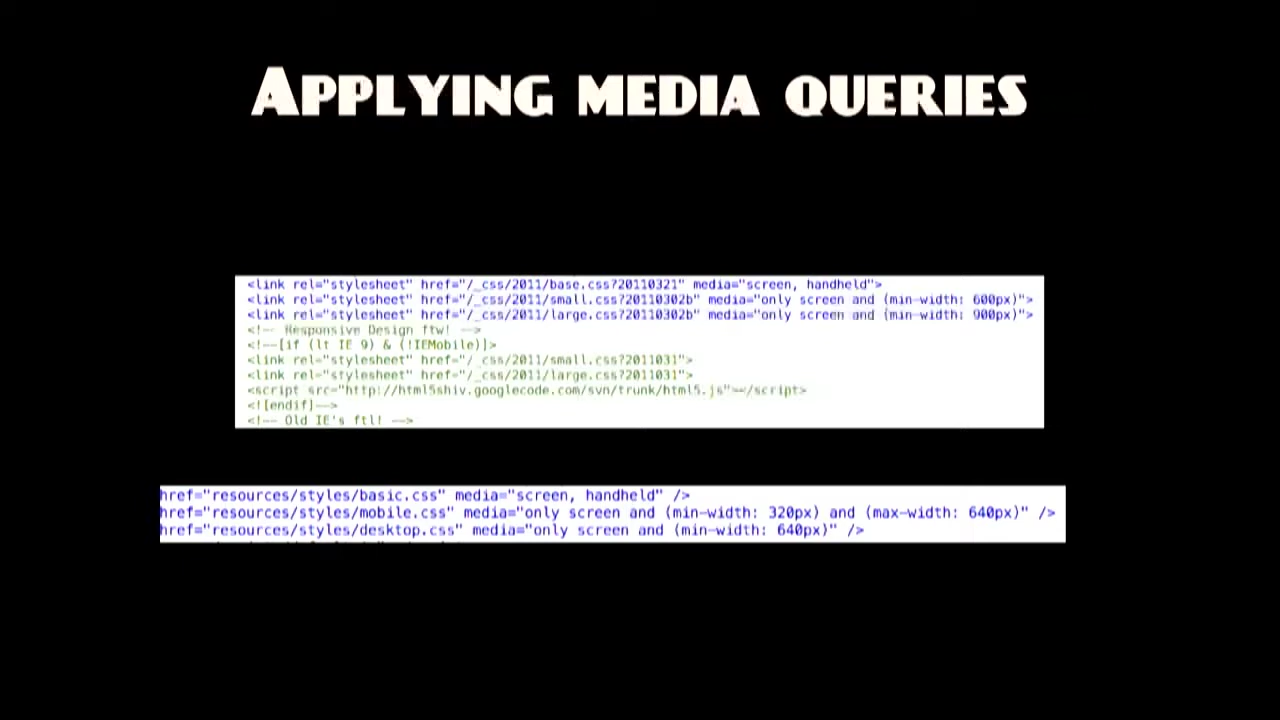 APPLYING MEDIA QUERIES
<link rel="stylesheet" href="/_css/2011/base.css?20110321" media="screen, handheld">
<link rel="stylesheet" href="/_css/2011/small.css?20110302b" media="only screen and (min-width: 600px)">
<link rel="stylesheet" href="/_css/2011/large.css?20110302b" media="only screen and (min-width: 900px)">
<!-- Responsive Design ftw! -->
<!--[if (lt IE 9) & (!IEMobile)]>
<link rel="stylesheet" href="/_css/2011/small.css?2011031">
<link rel="stylesheet" href="/_css/2011/large.css?2011031">
<script src="http://html5shiv.googlecode.com/svn/trunk/html5.js"></script>
<![endif]-->
<!-- Old IE's ftl! -->
href="resources/styles/basic.css" media="screen, handheld" />
href="resources/styles/mobile.css" media="only screen and (min-width: 320px) and (max-width: 640px)" />
href="resources/styles/desktop.css" media="only screen and (min-width: 640px)" />